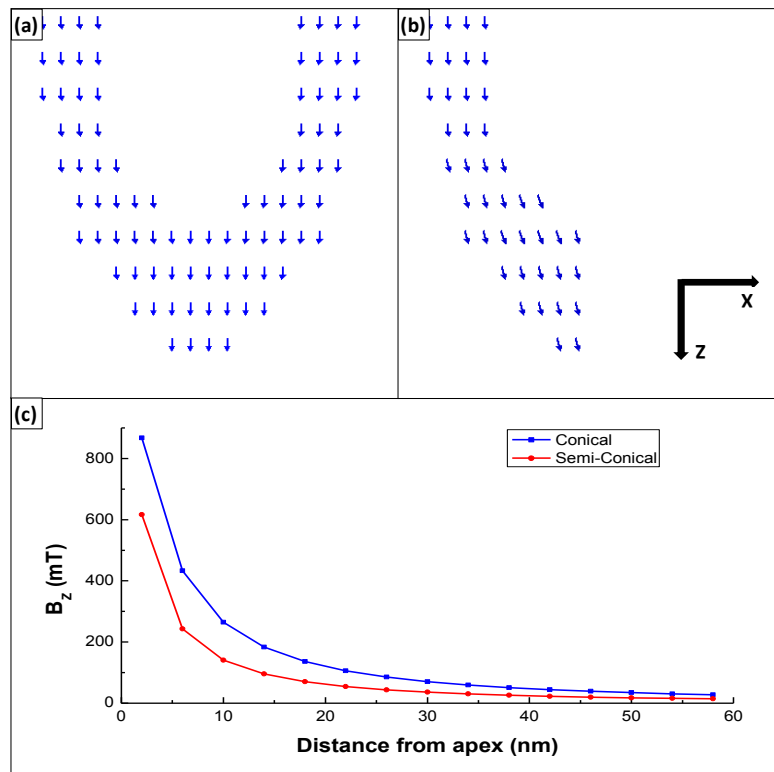 (a)
(b)
X
Z
(c)
Conical
Semi-Conical
800
600
400
200
0
B_Z (mT)
0 10 20 30 40 50 60
Distance from apex (nm)